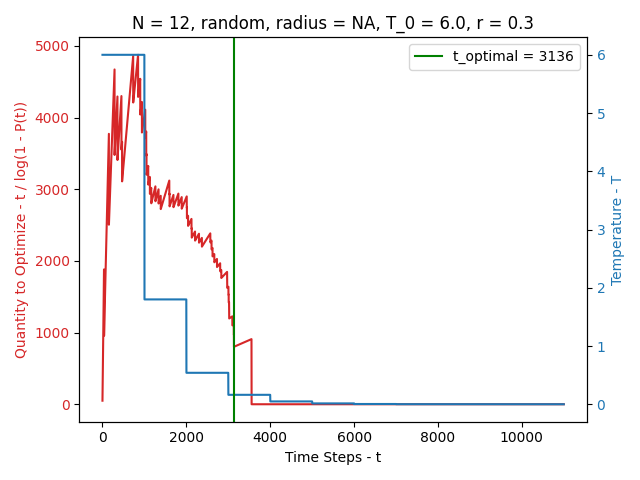 N = 12, random, radius = NA, T_0 = 6.0, r = 0.3
t_optimal = 3136
Quantity to Optimize - t / log(1 - P(t))
5000
4000
3000
2000
1000
0
6
5
4
3
2
1
0
Temperature - T
0 2000 4000 6000 8000 10000
Time Steps - t